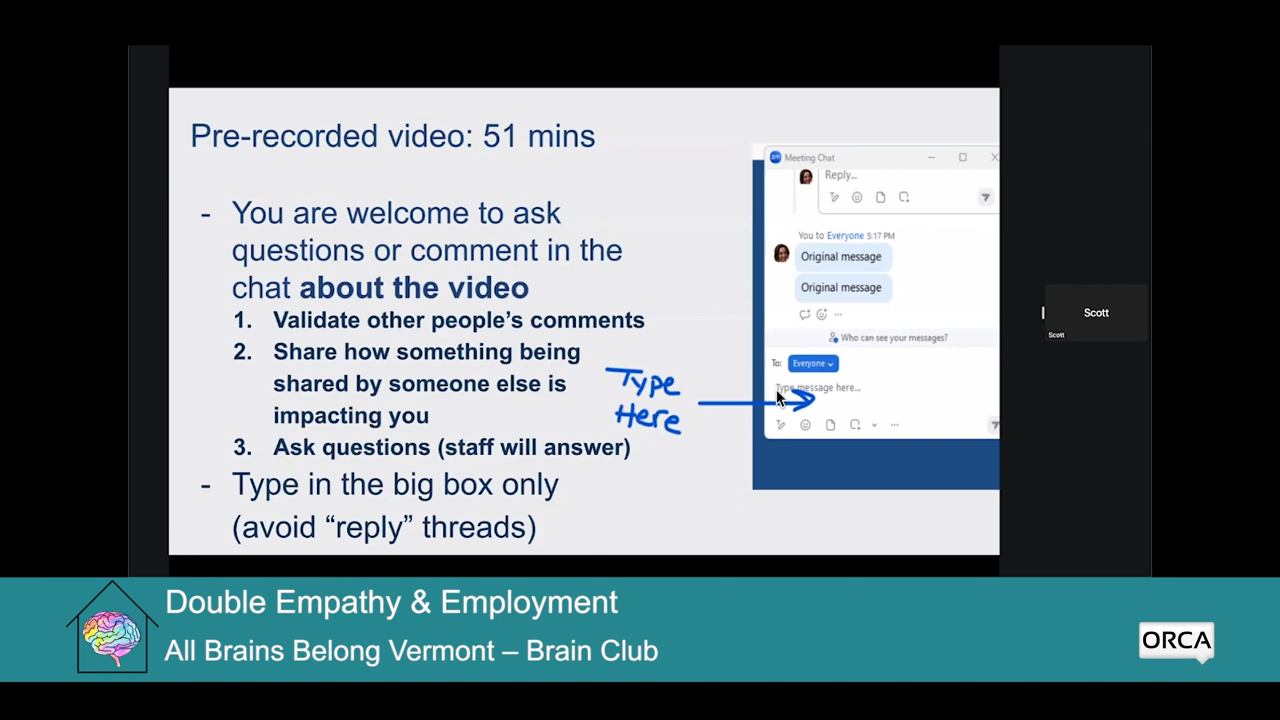 Pre-recorded video: 51 mins
- You are welcome to ask
questions or comment in the
chat about the video
1. Validate other people’s comments
2. Share how something being
shared by someone else is
impacting you
3. Ask questions (staff will answer)
- Type in the big box only
(avoid “reply” threads)
Type
Here
zm Meeting Chat
Reply...
You to Everyone 5:17 PM
Original message
Original message
Who can see your messages?
To: Everyone
Type message here...
Scott
Scott
Double Empathy & Employment
All Brains Belong Vermont – Brain Club
ORCA